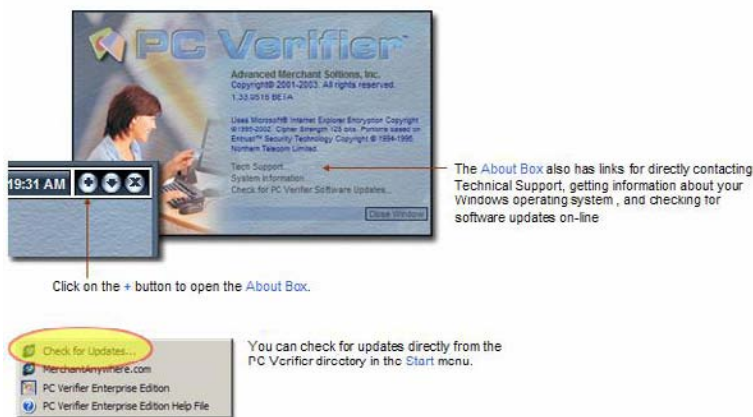 PC Verifier™
Advanced Merchant Soltions, Inc.
Copyright© 2001-2003. All rights reserved.
1.33.0515 BETA
Uses Microsoft® Internet Explorer Encryption Copyright
©1995-2002. Cipher Strength 128 bits. Portions based on
Entrust™ Security Technology Copyright © 1994-1995
Northern Telecom Limited.
Tech Support...
System Information...
Check for PC Verifier Software Updates...
Close Window
19:31 AM
The About Box also has links for directly contacting
Technical Support, getting information about your
Windows operating system , and checking for
software updates on-line
Click on the + button to open the About Box.
Check for Updates...
MerchantAnywhere.com
PC Verifier Enterprise Edition
PC Verifier Enterprise Edition Help File
You can check for updates directly from the
PC Verifier directory in the Start menu.